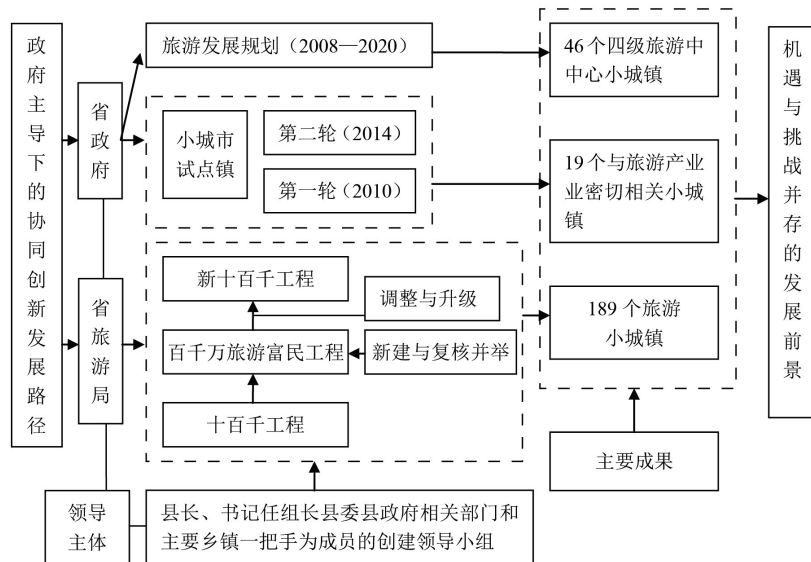 政府主导下的协同创新发展路径
省政府
省旅游局
领导
主体
旅游发展规划（2008—2020）
小城市
试点镇
第二轮（2014）
第一轮（2010）
新十百千工程
调整与升级
百千万旅游富民工程
新建与复核并举
十百千工程
县长、书记任组长县委县政府相关部门和
主要乡镇一把手为成员的创建领导小组
46个四级旅游中
中心小城镇
19个与旅游产业
业密切相关小城
镇
189个旅游
小城镇
主要成果
机遇与挑战并存的发展前景